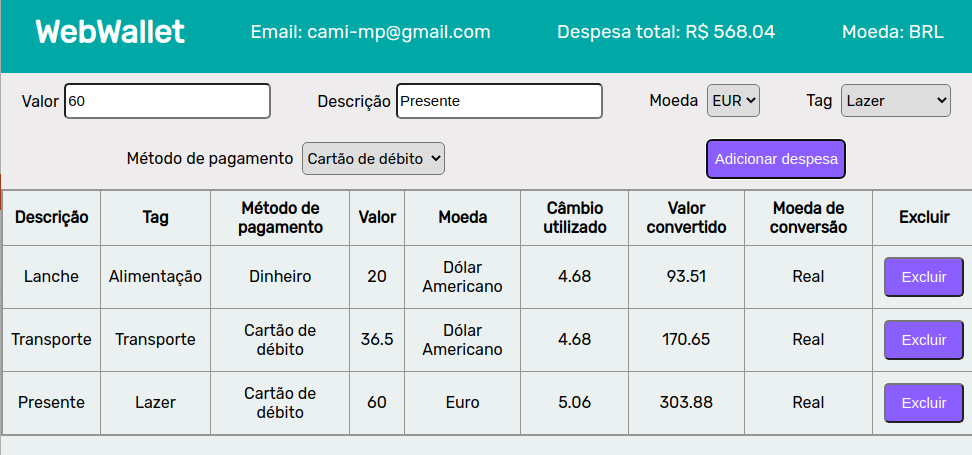 WebWallet Email: cami-mp@gmail.com Despesa total: R$ 568.04 Moeda: BRL
Valor 60 Descrição Presente Moeda EUR Tag Lazer
Método de pagamento Cartão de débito Adicionar despesa
Descrição Tag Método de pagamento Valor Moeda Câmbio utilizado Valor convertido Moeda de conversão Excluir
Lanche Alimentação Dinheiro 20 Dólar Americano 4.68 93.51 Real Excluir
Transporte Transporte Cartão de débito 36.5 Dólar Americano 4.68 170.65 Real Excluir
Presente Lazer Cartão de débito 60 Euro 5.06 303.88 Real Excluir